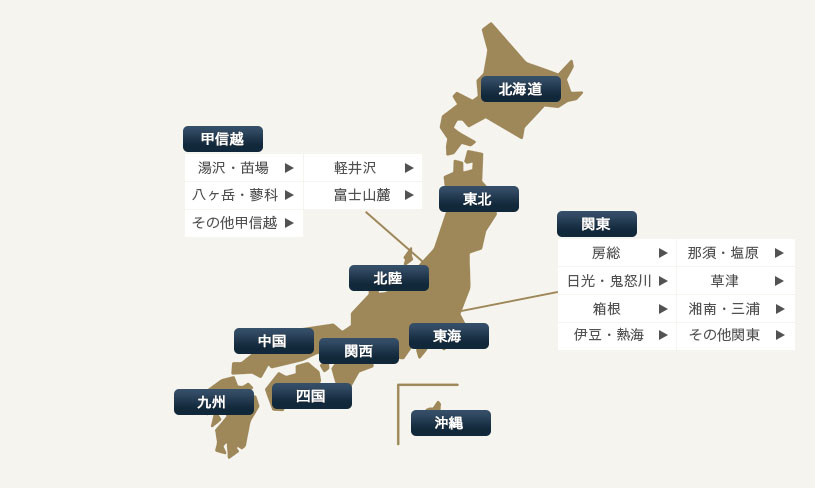 北海道
甲信越
湯沢・苗場
軽井沢
八ヶ岳・蓼科
富士山麓
その他甲信越
東北
関東
房総
那須・塩原
日光・鬼怒川
草津
箱根
湘南・三浦
伊豆・熱海
その他関東
北陸
東海
中国
関西
四国
九州
沖縄